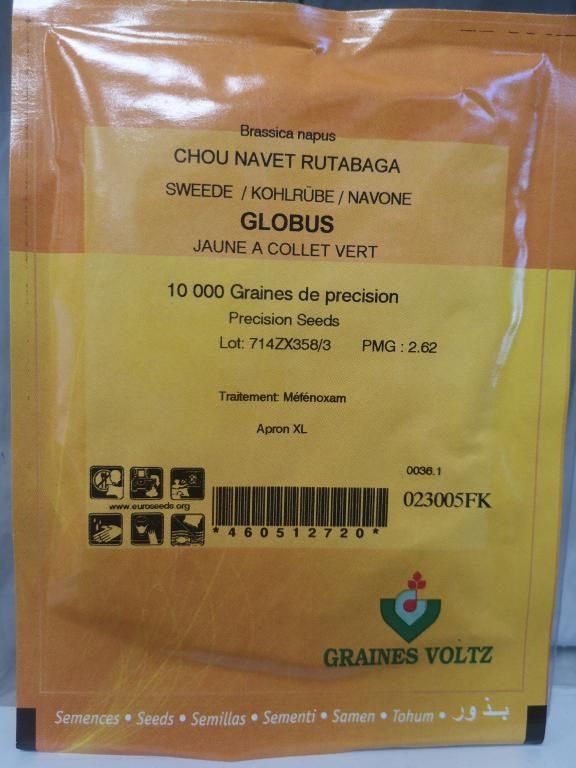 Brassica napus
CHOU NAVET RUTABAGA
SWEEDE / KOHLRÜBE / NAVONE
GLOBUS
JAUNE A COLLET VERT
10 000 Graines de precision
Precision Seeds
Lot: 714ZX358/3 PMG : 2.62
Traitement: Méfénoxam
Apron XL
0036.1
www.euroseeds.org
023005FK
*460512720*
GRAINES VOLTZ
Semences • Seeds • Semillas • Sementi • Samen • Tohum • بذور